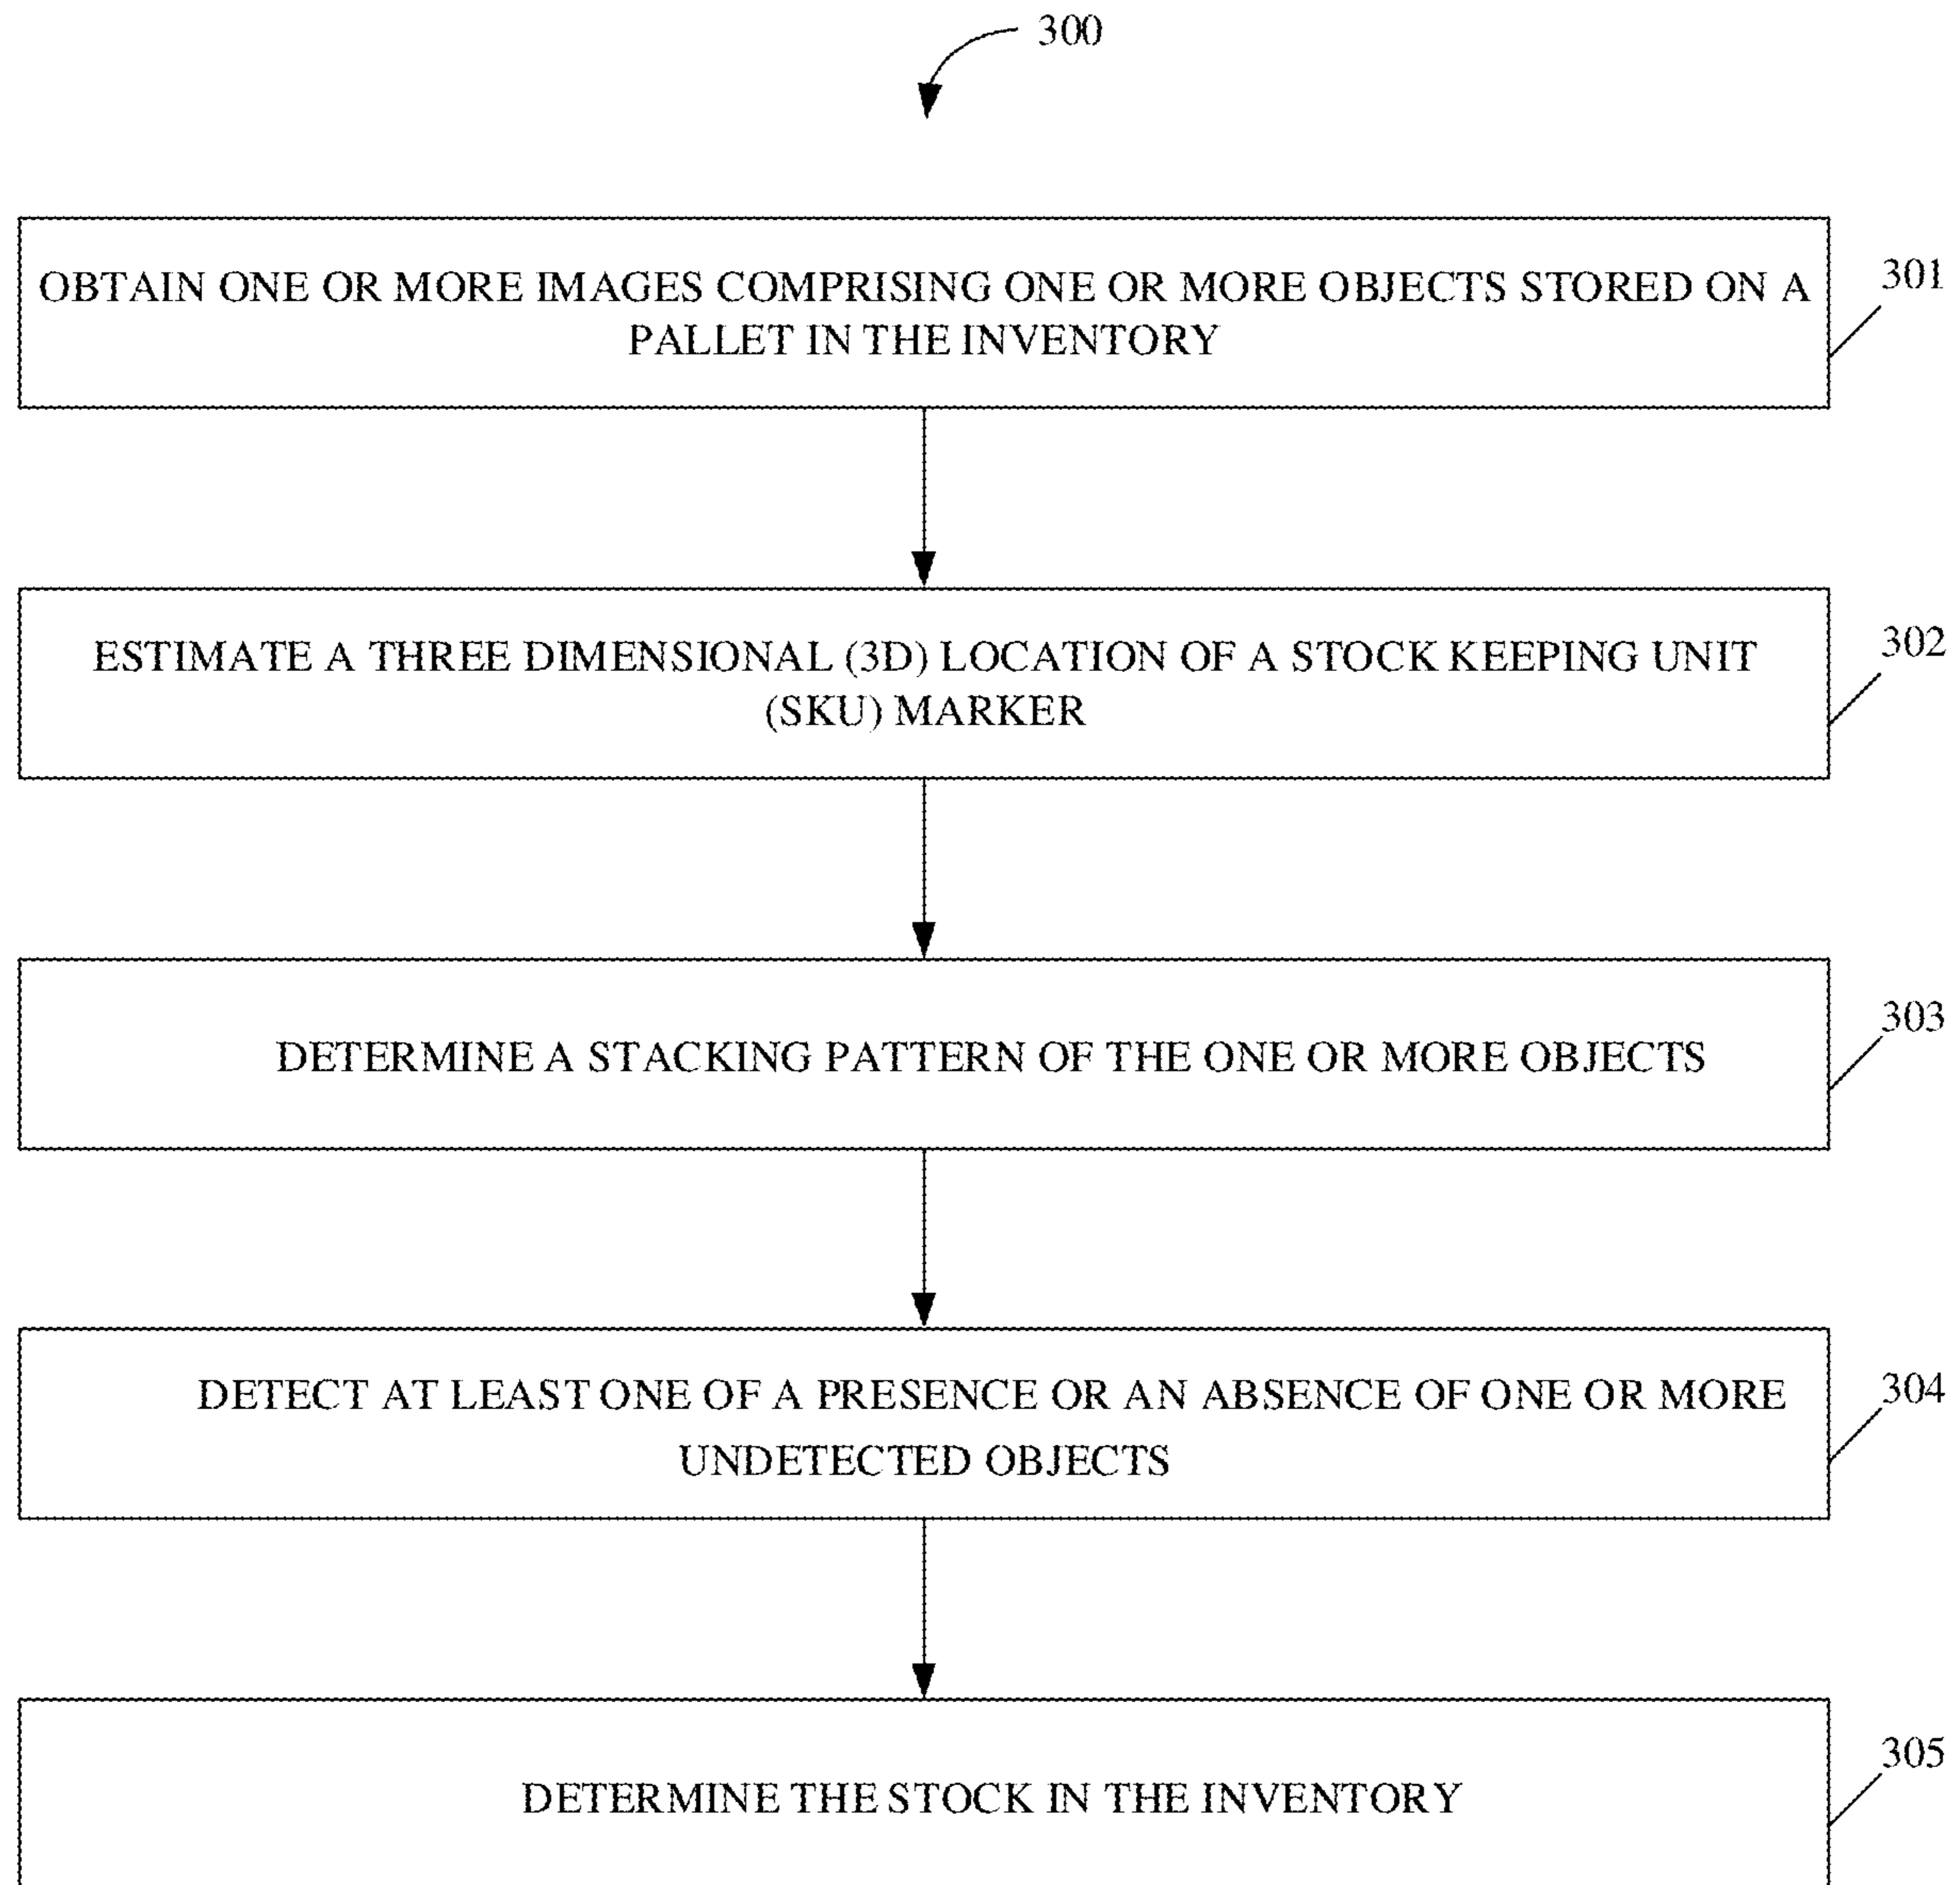 300
OBTAIN ONE OR MORE IMAGES COMPRISING ONE OR MORE OBJECTS STORED ON A
PALLET IN THE INVENTORY
301
ESTIMATE A THREE DIMENSIONAL (3D) LOCATION OF A STOCK KEEPING UNIT
(SKU) MARKER
302
DETERMINE A STACKING PATTERN OF THE ONE OR MORE OBJECTS
303
DETECT AT LEAST ONE OF A PRESENCE OR AN ABSENCE OF ONE OR MORE
UNDETECTED OBJECTS
304
DETERMINE THE STOCK IN THE INVENTORY
305